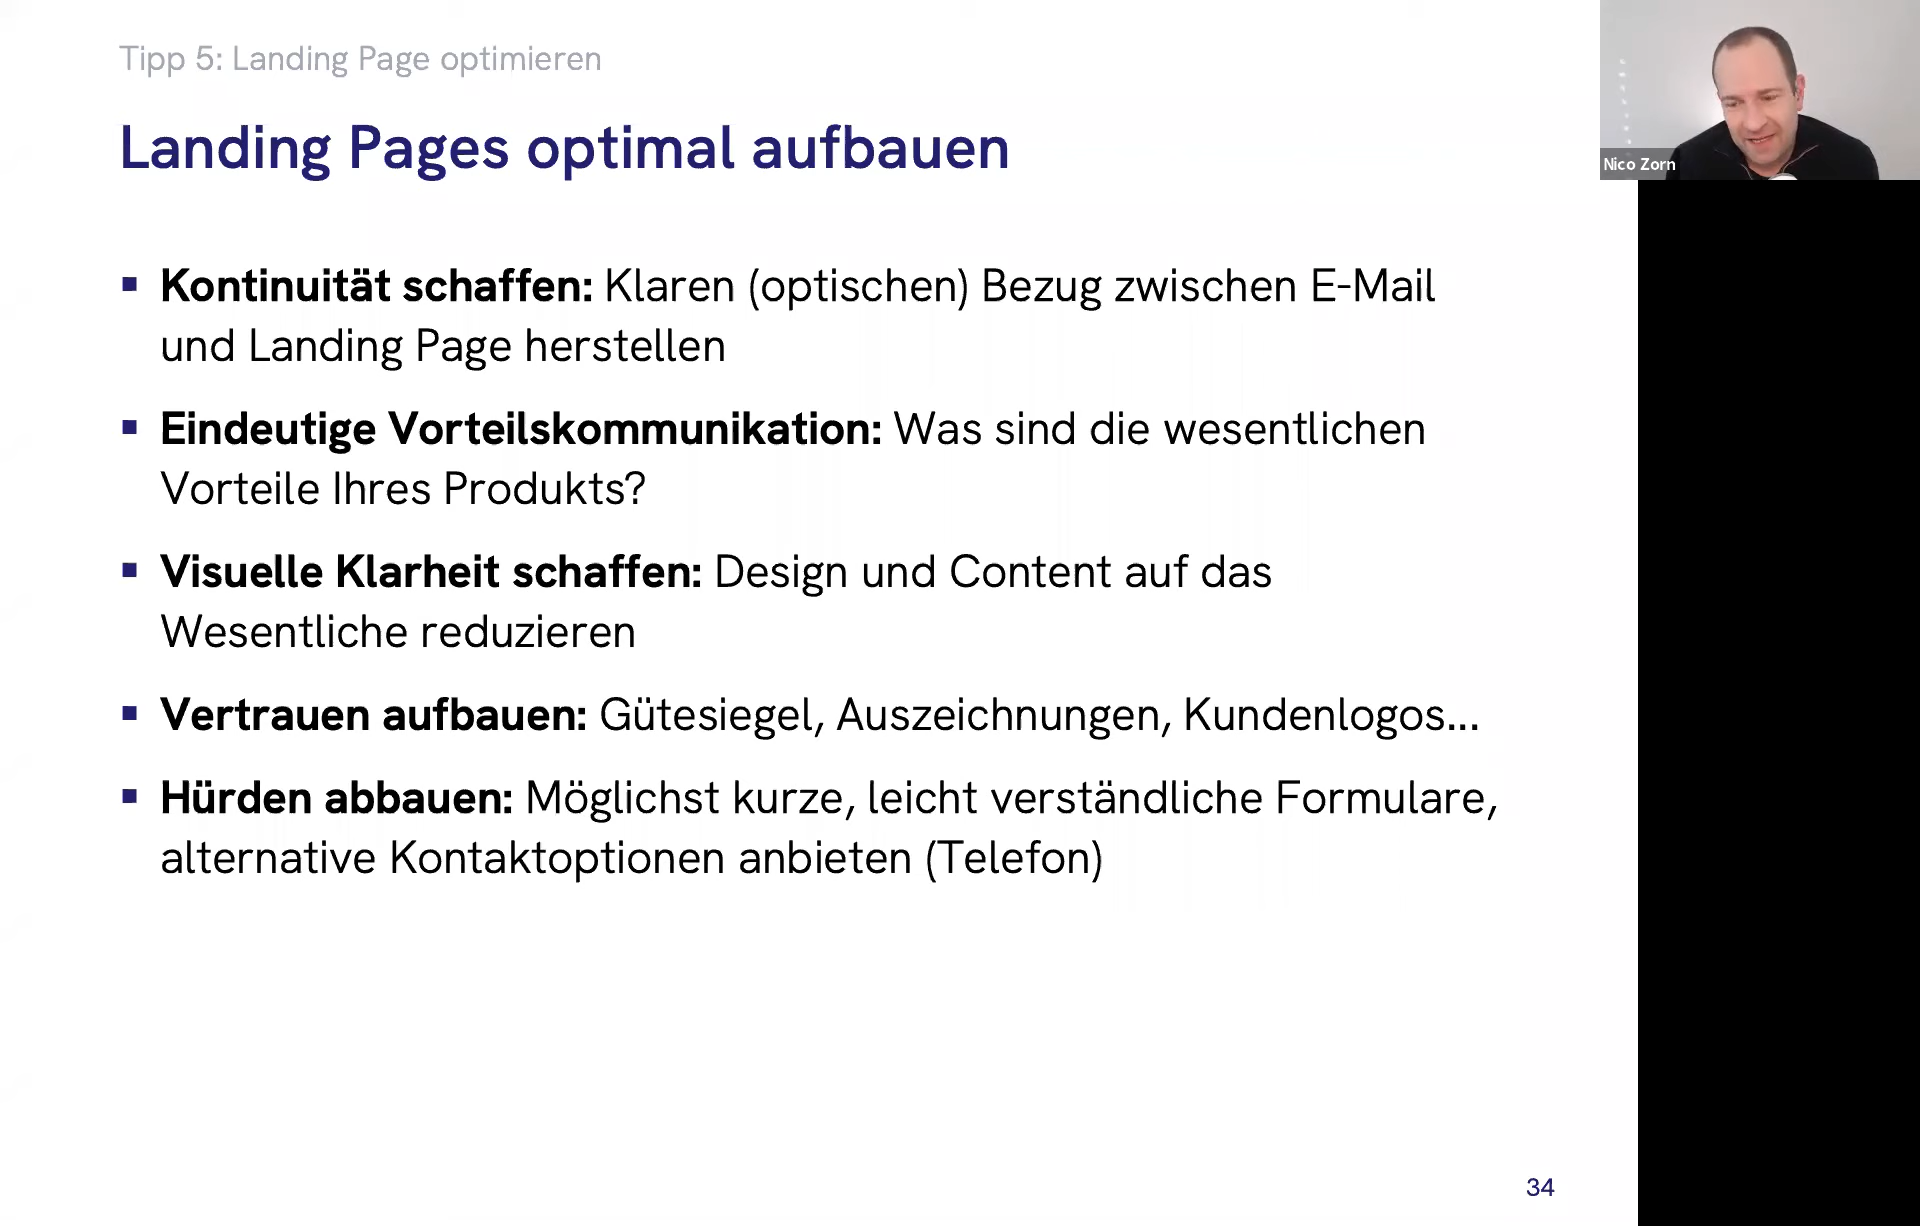 Tipp 5: Landing Page optimieren
Landing Pages optimal aufbauen
Nico Zorn
▪ Kontinuität schaffen: Klaren (optischen) Bezug zwischen E-Mail
und Landing Page herstellen
▪ Eindeutige Vorteilskommunikation: Was sind die wesentlichen
Vorteile Ihres Produkts?
▪ Visuelle Klarheit schaffen: Design und Content auf das
Wesentliche reduzieren
▪ Vertrauen aufbauen: Gütesiegel, Auszeichnungen, Kundenlogos...
▪ Hürden abbauen: Möglichst kurze, leicht verständliche Formulare,
alternative Kontaktoptionen anbieten (Telefon)
34